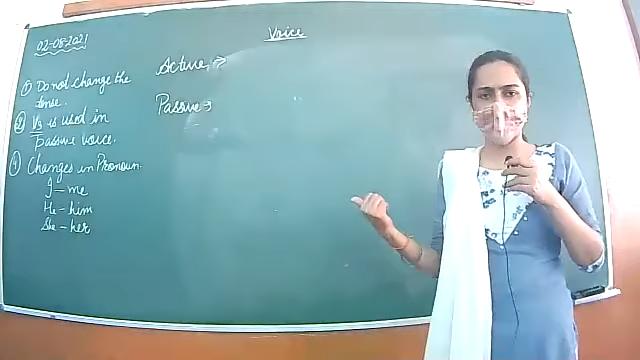 02-08-2021
Voice
① Do not change the
tense.
② V3 is used in
passive voice.
③ Changes in Pronoun.
I – me
He – him
She – her
Active →
Passive →